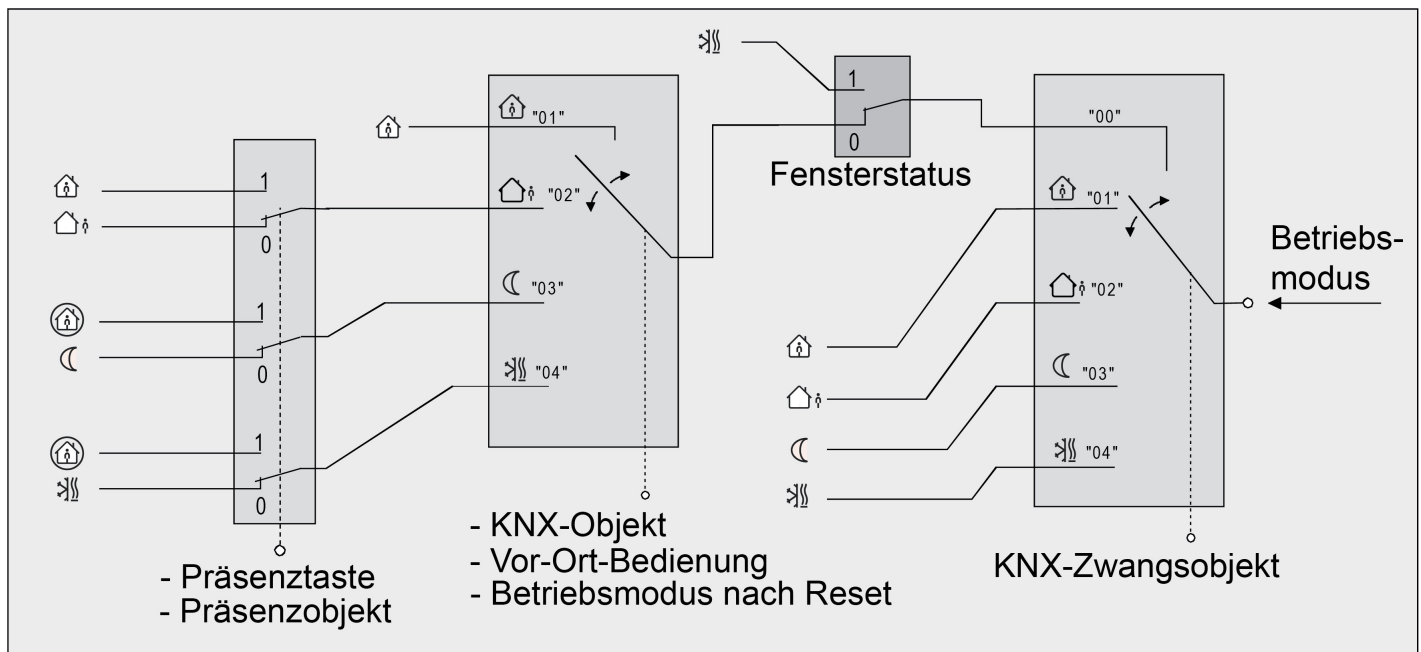 1
0
1
0
1
0
- Präsenztaste
- Präsenzobjekt
"01"
"02"
"03"
"04"
- KNX-Objekt
- Vor-Ort-Bedienung
- Betriebsmodus nach Reset
1
0
Fensterstatus
"00"
"01"
"02"
"03"
"04"
KNX-Zwangsobjekt
Betriebs-
modus